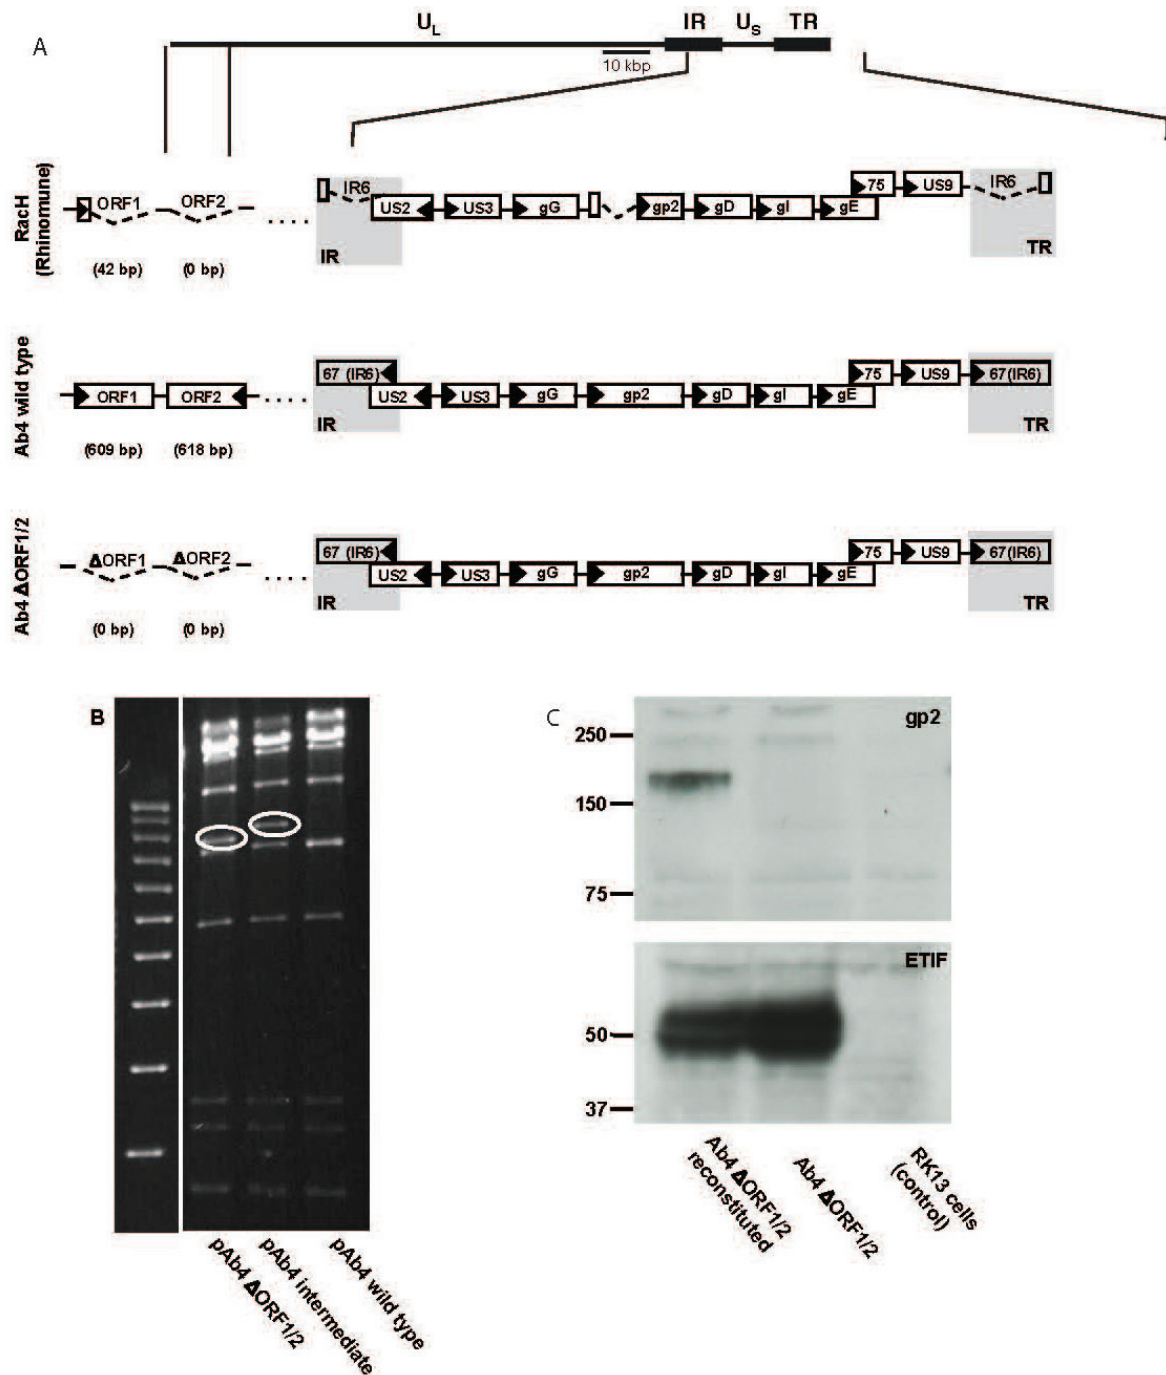 A
U_L IR U_S TR
10 kbp
RacH
(Rhinomune)
ORF1 ORF2 . . . . IR6 US2 US3 gG gp2 gD gI gE 75 US9 IR6
IR TR
(42 bp) (0 bp)
Ab4 wild type
ORF1 ORF2 . . . . 67 (IR6) US2 US3 gG gp2 gD gI gE 75 US9 67(IR6)
IR TR
(609 bp) (618 bp)
Ab4 ΔORF1/2
ΔORF1 ΔORF2 . . . . 67 (IR6) US2 US3 gG gp2 gD gI gE 75 US9 67(IR6)
IR TR
(0 bp) (0 bp)
B
pAb4 ΔORF1/2
pAb4 intermediate
pAb4 wild type
C
gp2
250
150
75
ETIF
50
37
Ab4 ΔORF1/2
reconstituted
Ab4 ΔORF1/2
RK13 cells
(control)